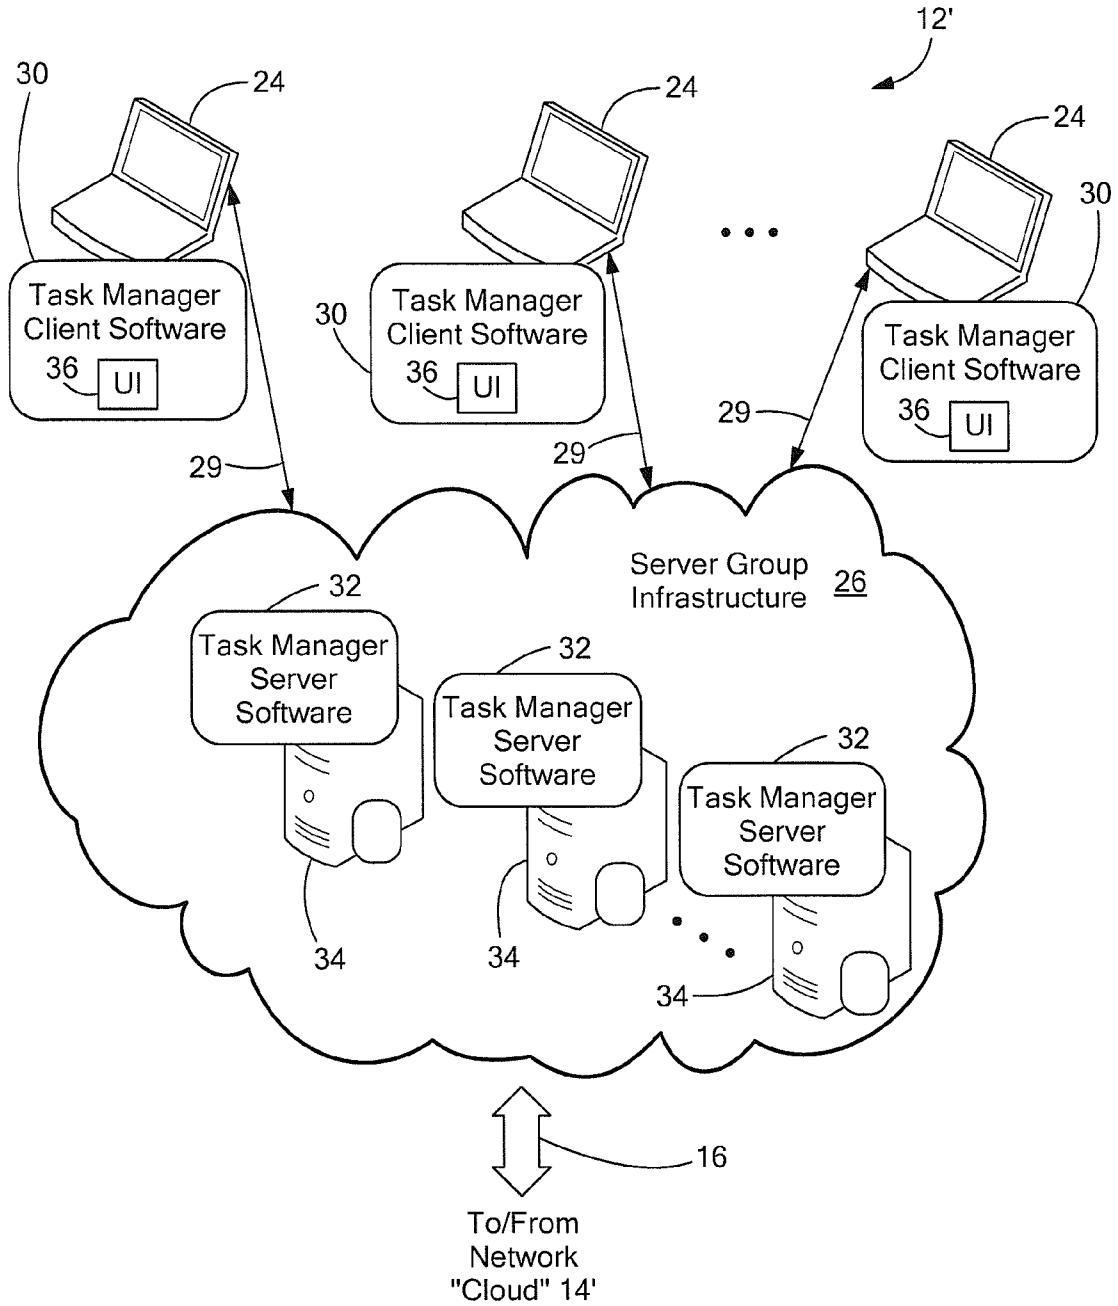 12'
30
24
24
24
30
Task Manager
Client Software
36
UI
30
Task Manager
Client Software
36
UI
Task Manager
Client Software
36
UI
29
29
29
Server Group
Infrastructure
26
32
Task Manager
Server
Software
32
Task Manager
Server
Software
32
Task Manager
Server
Software
34
34
34
16
To/From
Network
"Cloud" 14'